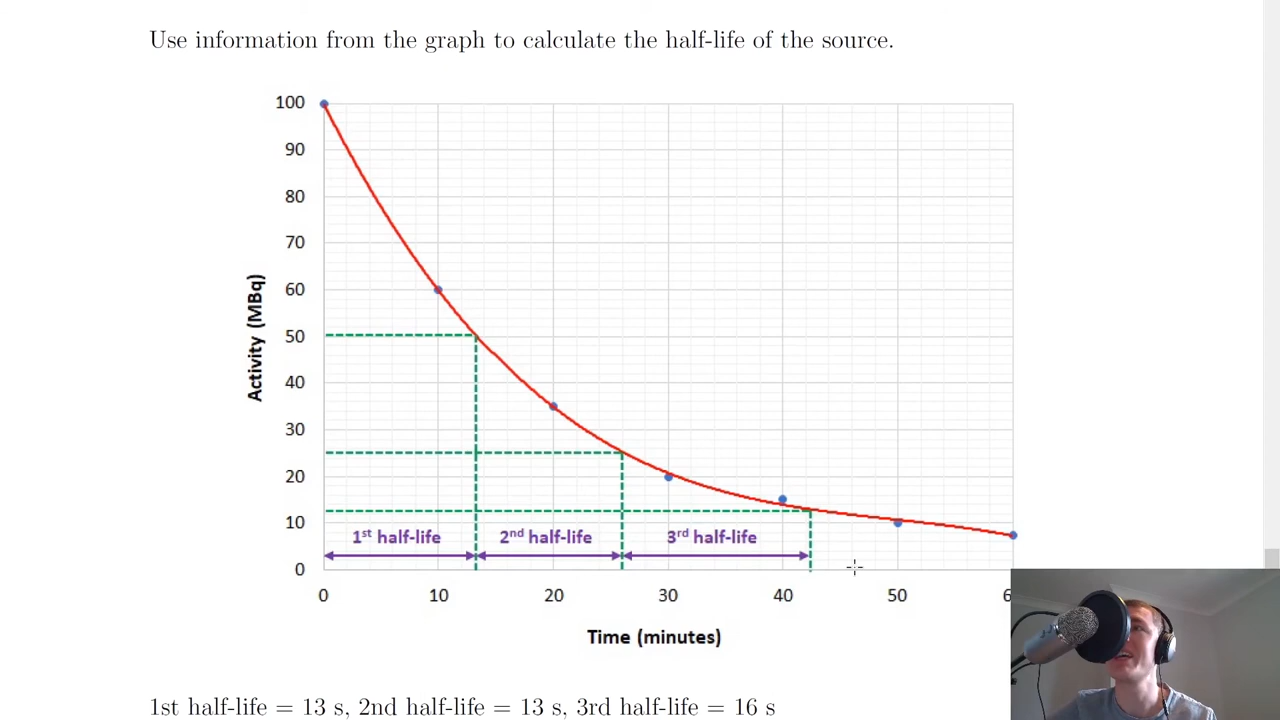 Use information from the graph to calculate the half-life of the source.
100
90
80
70
60
50
40
30
20
10
0
Activity (MBq)
1st half-life
2nd half-life
3rd half-life
0 10 20 30 40 50
Time (minutes)
1st half-life = 13 s, 2nd half-life = 13 s, 3rd half-life = 16 s